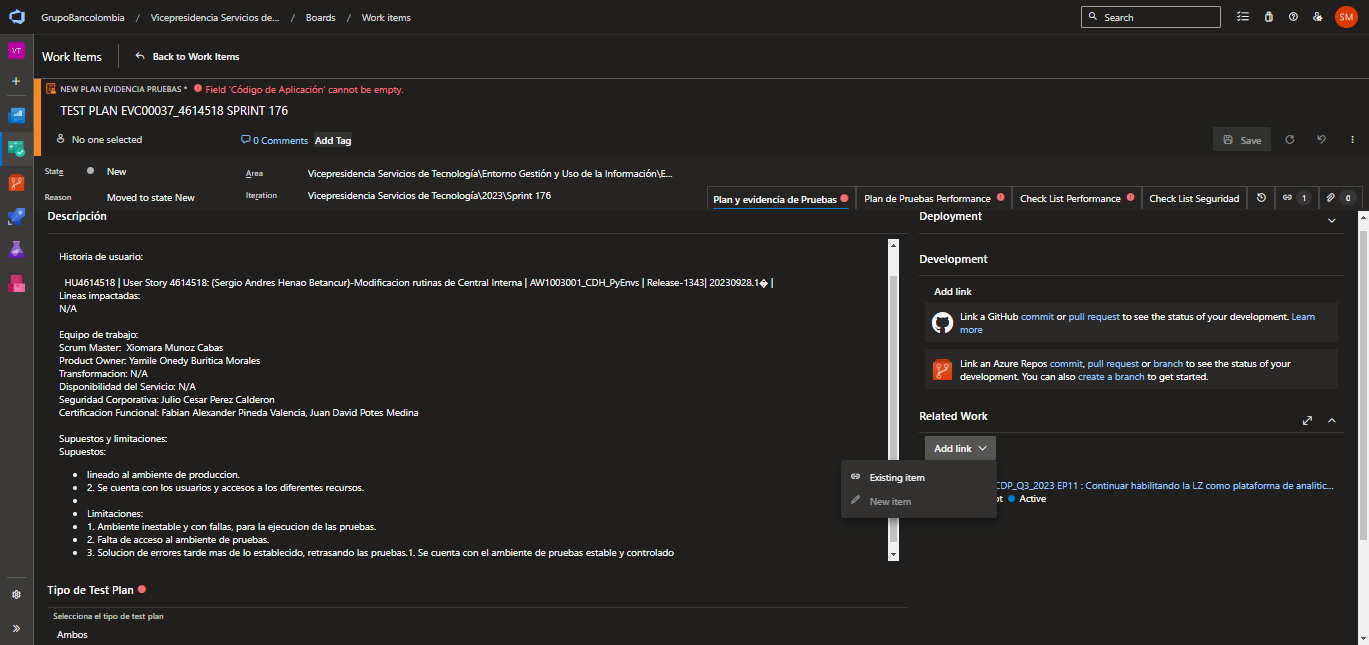 GrupoBancolombia / Vicepresidencia Servicios de... / Boards / Work items
Search
SM
VT
Work Items
Back to Work Items
NEW PLAN EVIDENCIA PRUEBAS * Field 'Código de Aplicación' cannot be empty.
TEST PLAN EVC00037_4614518 SPRINT 176
No one selected
0 Comments
Add Tag
Save
State
New
Area
Vicepresidencia Servicios de Tecnología\Entorno Gestión y Uso de la Información\E...
Reason
Moved to state New
Iteration
Vicepresidencia Servicios de Tecnología\2023\Sprint 176
Plan y evidencia de Pruebas
Plan de Pruebas Performance
Check List Performance
Check List Seguridad
1
0
Descripción
Historia de usuario:
HU4614518 | User Story 4614518: (Sergio Andres Henao Betancur)-Modificacion rutinas de Central Interna | AW1003001_CDH_PyEnvs | Release-1343| 20230928.1� |
Lineas impactadas:
N/A
Equipo de trabajo:
Scrum Master: Xiomara Munoz Cabas
Product Owner: Yamile Onedy Buritica Morales
Transformacion: N/A
Disponibilidad del Servicio: N/A
Seguridad Corporativa: Julio Cesar Perez Calderon
Certificacion Funcional: Fabian Alexander Pineda Valencia, Juan David Potes Medina
Supuestos y limitaciones:
Supuestos:
• lineado al ambiente de produccion.
• 2. Se cuenta con los usuarios y accesos a los diferentes recursos.
•
• Limitaciones:
• 1. Ambiente inestable y con fallas, para la ejecucion de las pruebas.
• 2. Falta de acceso al ambiente de pruebas.
• 3. Solucion de errores tarde mas de lo establecido, retrasando las pruebas.1. Se cuenta con el ambiente de pruebas estable y controlado
Tipo de Test Plan
Selecciona el tipo de test plan
Ambos
Deployment
Development
Add link
Link a GitHub commit or pull request to see the status of your development. Learn
more
Link an Azure Repos commit, pull request or branch to see the status of your
development. You can also create a branch to get started.
Related Work
Add link
Existing item
New item
CDP_Q3_2023 EP11 : Continuar habilitando la LZ como plataforma de analitic...
Active